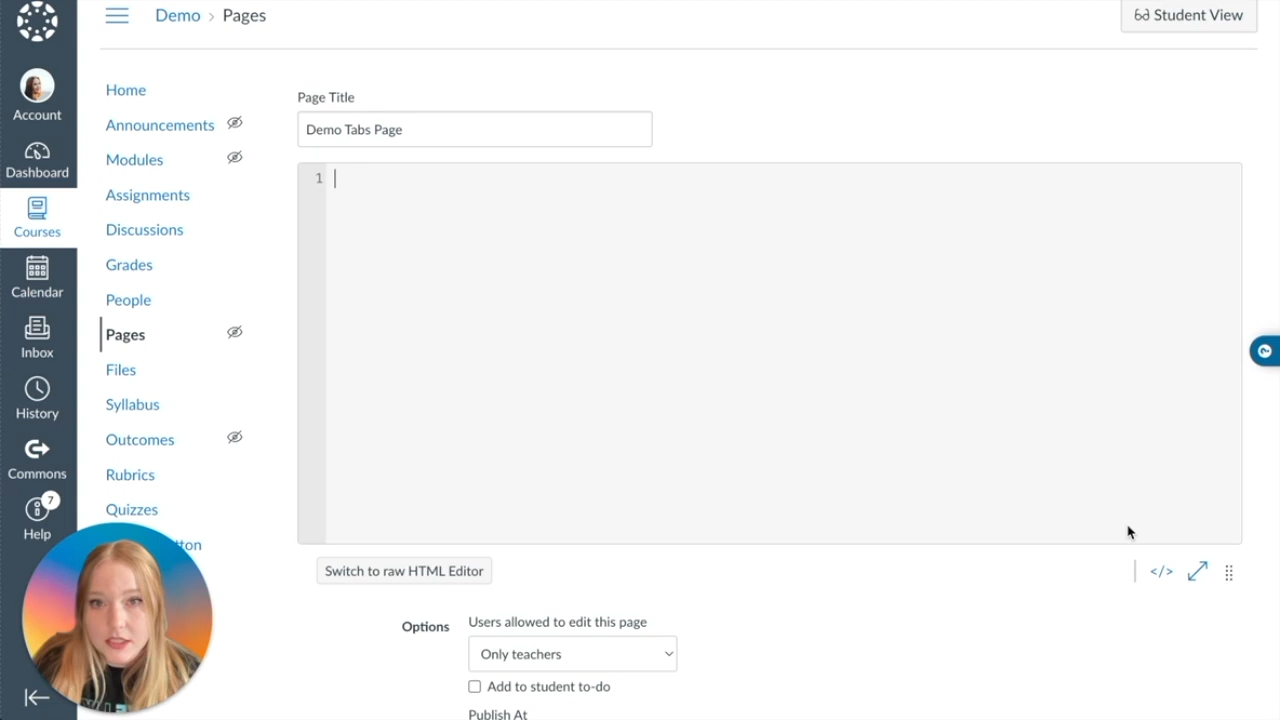 Demo › Pages
Student View
Account
Dashboard
Courses
Calendar
Inbox
History
Commons
7
Help
Home
Announcements
Modules
Assignments
Discussions
Grades
People
Pages
Files
Syllabus
Outcomes
Rubrics
Quizzes
tton
Page Title
Demo Tabs Page
1
Switch to raw HTML Editor
</>
Options
Users allowed to edit this page
Only teachers
Add to student to-do
Publish At